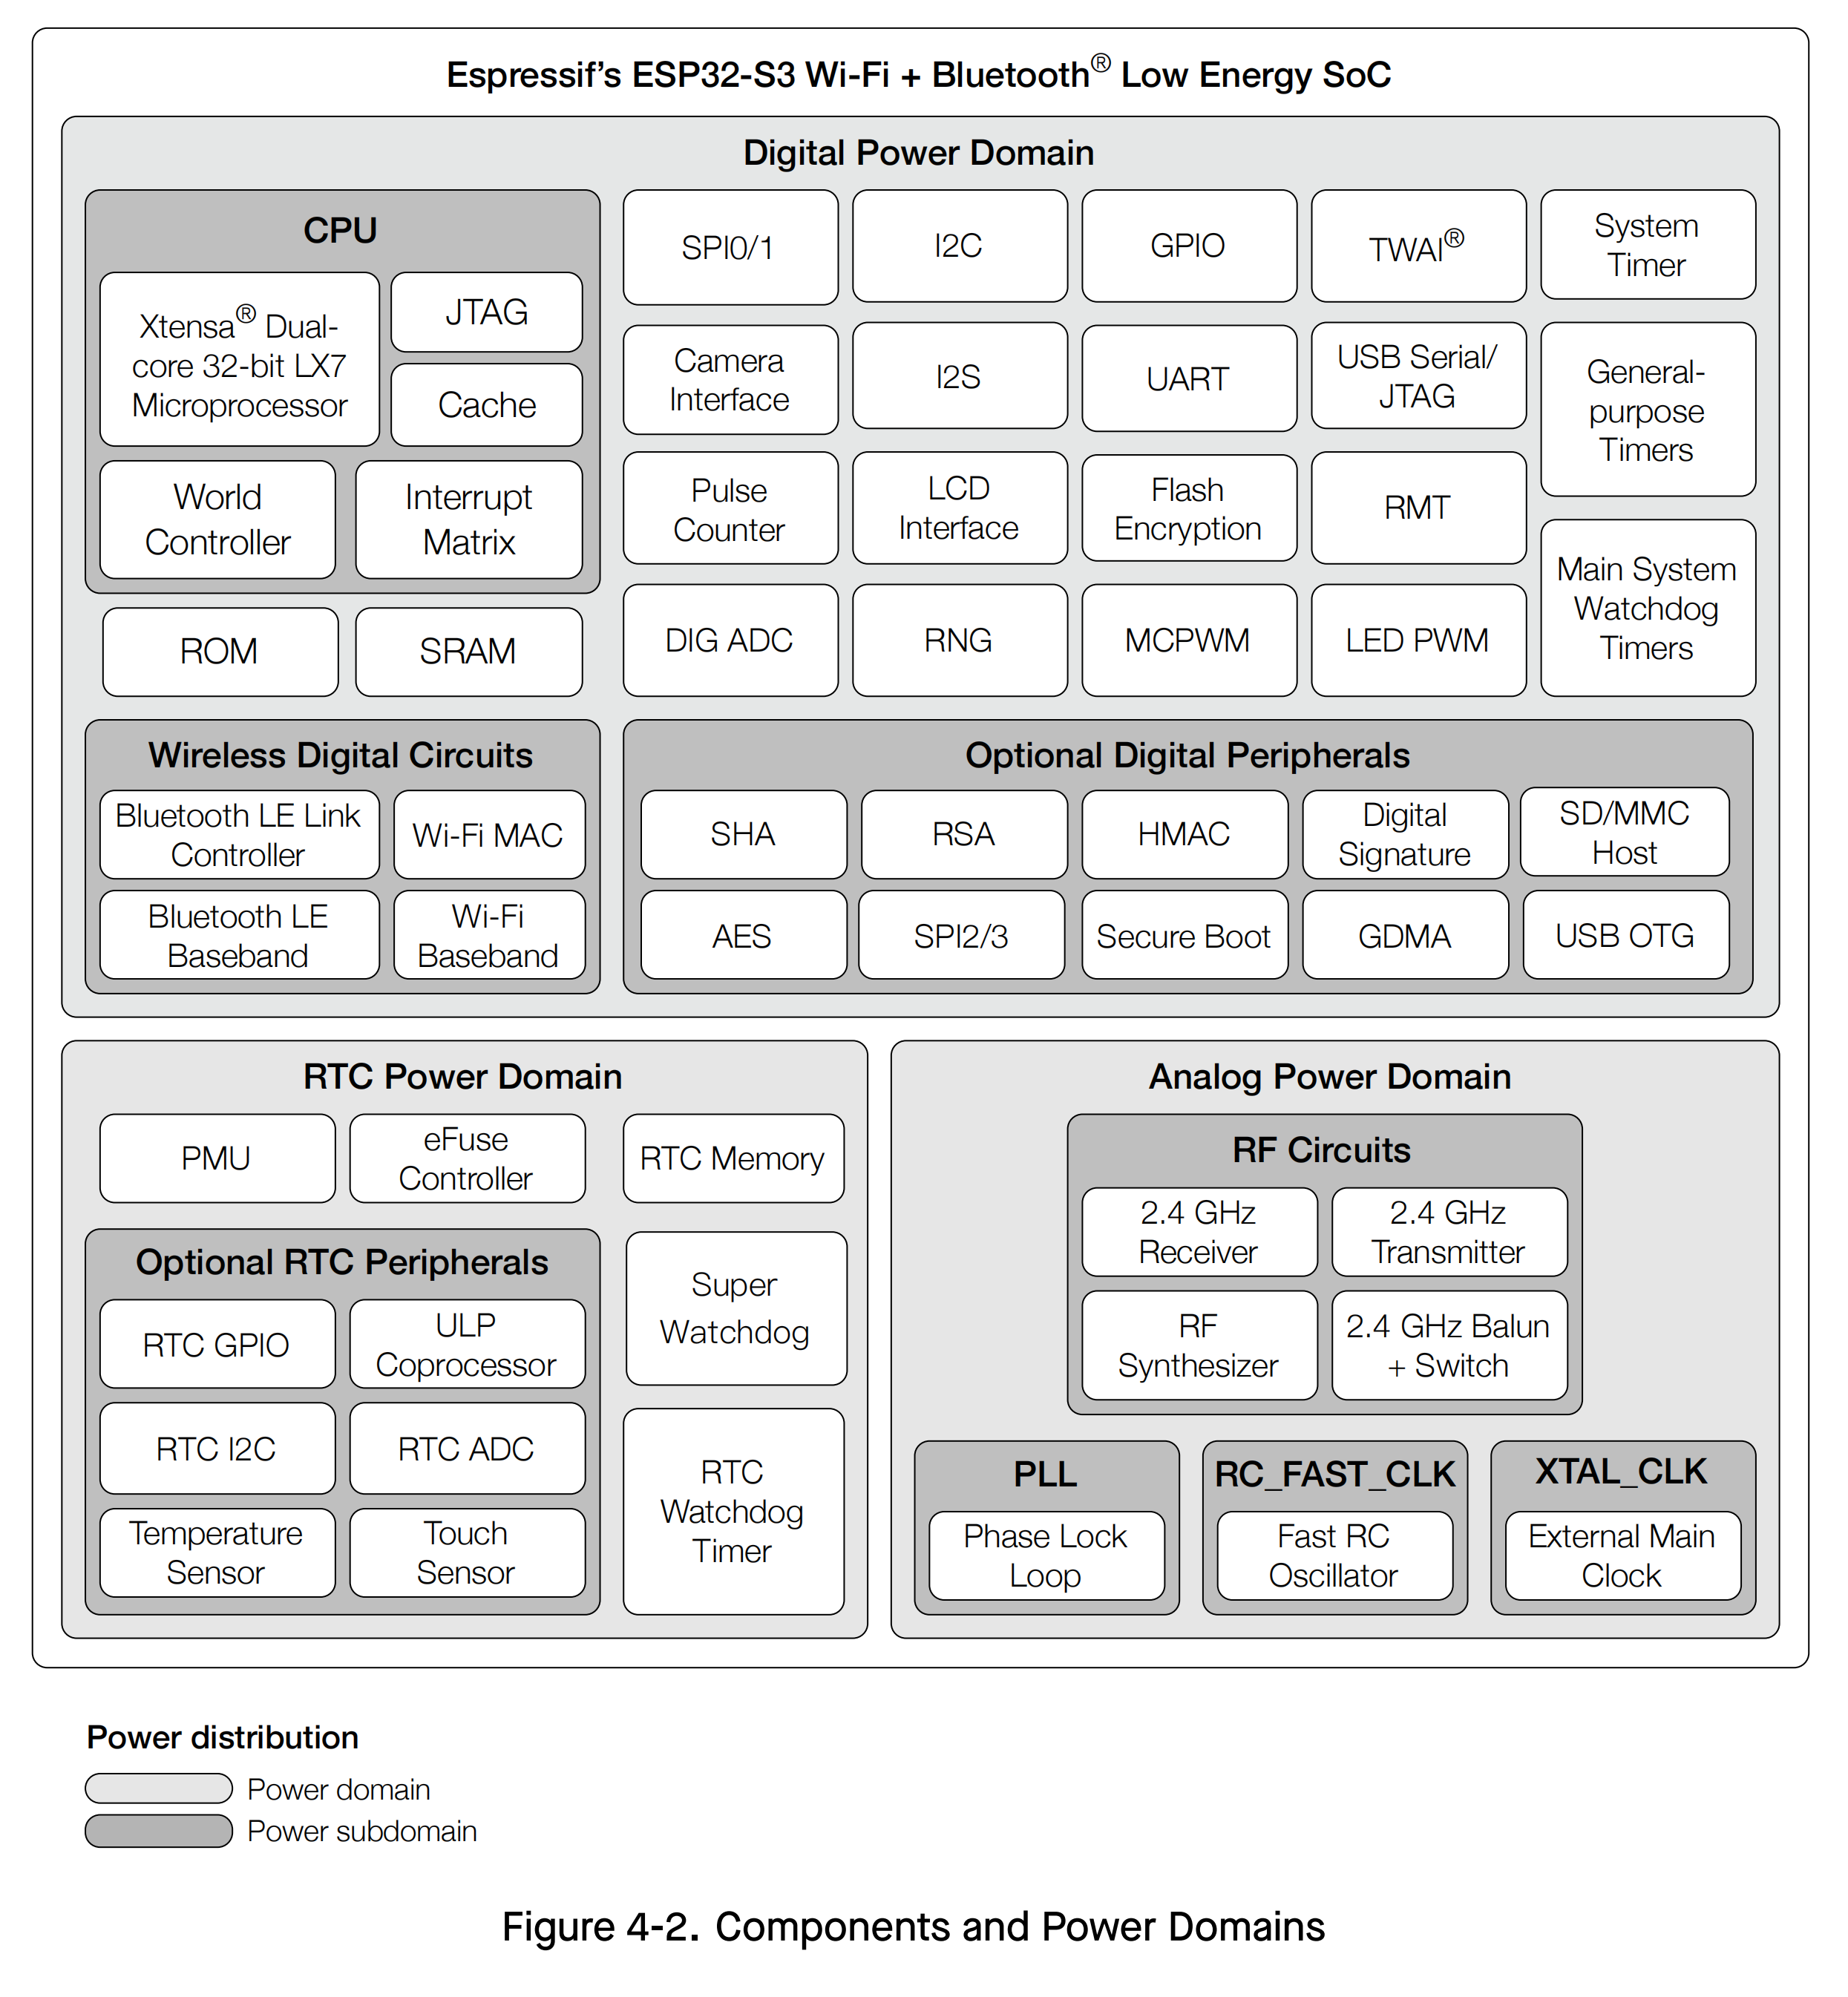 Espressif's ESP32-S3 Wi-Fi + Bluetooth® Low Energy SoC
Digital Power Domain
CPU
Xtensa® Dual-
core 32-bit LX7
Microprocessor
JTAG
Cache
World
Controller
Interrupt
Matrix
ROM
SRAM
SPI0/1
I2C
GPIO
TWAI®
System
Timer
Camera
Interface
I2S
UART
USB Serial/
JTAG
General-
purpose
Timers
Pulse
Counter
LCD
Interface
Flash
Encryption
RMT
Main System
Watchdog
Timers
DIG ADC
RNG
MCPWM
LED PWM
Wireless Digital Circuits
Bluetooth LE Link
Controller
Wi-Fi MAC
Bluetooth LE
Baseband
Wi-Fi
Baseband
Optional Digital Peripherals
SHA
RSA
HMAC
Digital
Signature
SD/MMC
Host
AES
SPI2/3
Secure Boot
GDMA
USB OTG
RTC Power Domain
PMU
eFuse
Controller
RTC Memory
Optional RTC Peripherals
RTC GPIO
ULP
Coprocessor
RTC I2C
RTC ADC
Temperature
Sensor
Touch
Sensor
Super
Watchdog
RTC
Watchdog
Timer
Analog Power Domain
RF Circuits
2.4 GHz
Receiver
2.4 GHz
Transmitter
RF
Synthesizer
2.4 GHz Balun
+ Switch
PLL
Phase Lock
Loop
RC_FAST_CLK
Fast RC
Oscillator
XTAL_CLK
External Main
Clock
Power distribution
Power domain
Power subdomain
Figure 4-2. Components and Power Domains